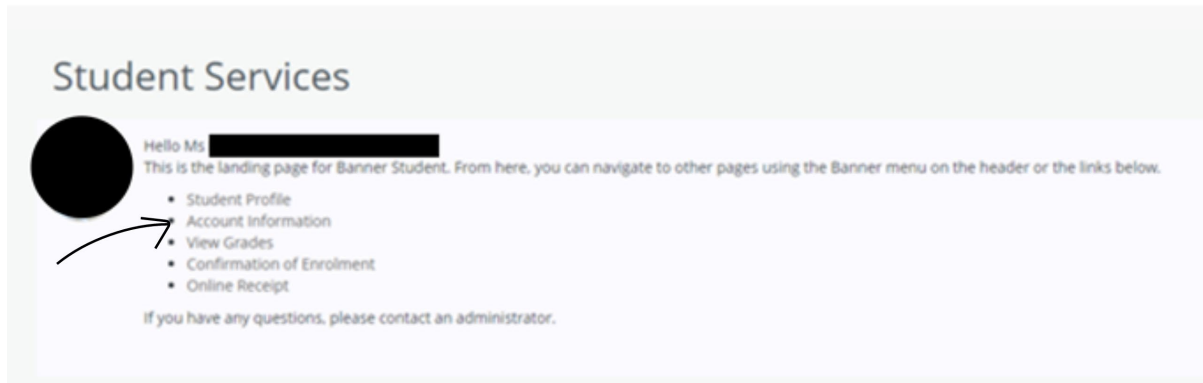 Student Services
Hello Ms
This is the landing page for Banner Student. From here, you can navigate to other pages using the Banner menu on the header or the links below.
Student Profile
Account Information
View Grades
Confirmation of Enrolment
Online Receipt
If you have any questions, please contact an administrator.